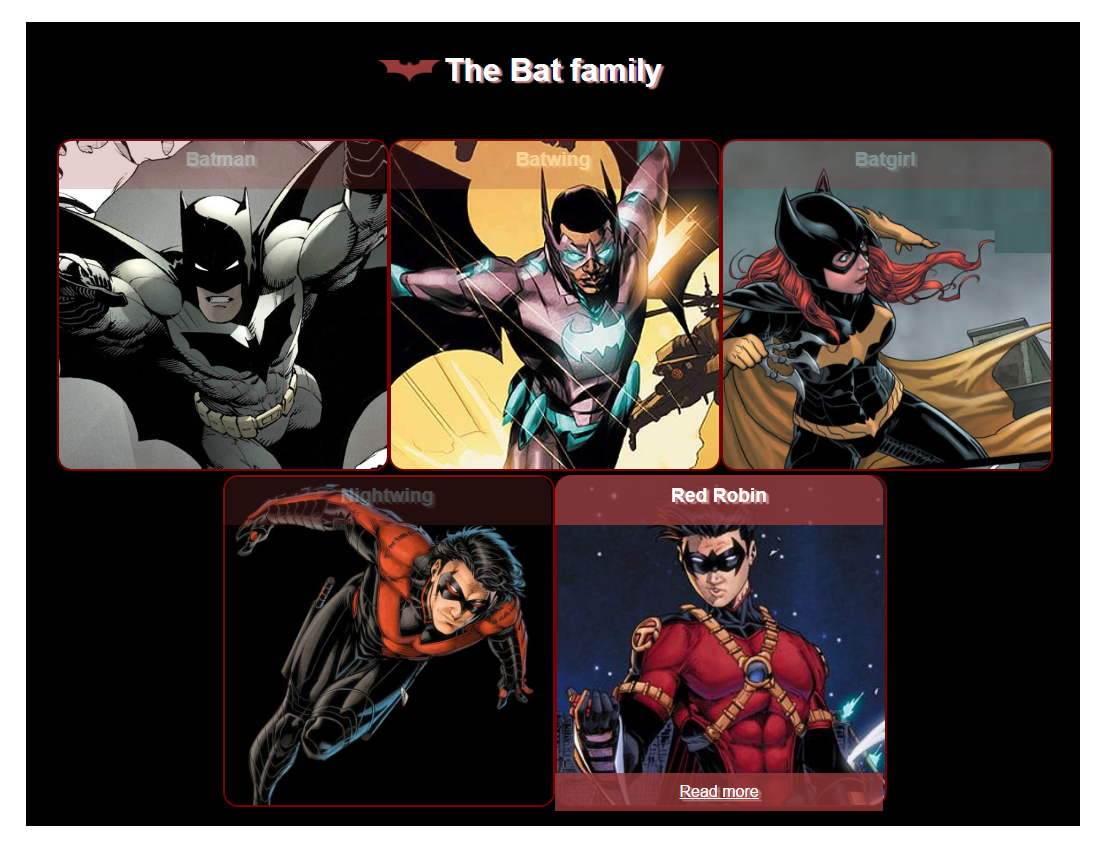 The Bat family
Batman
Batwing
Batgirl
Nightwing
Red Robin
Read more